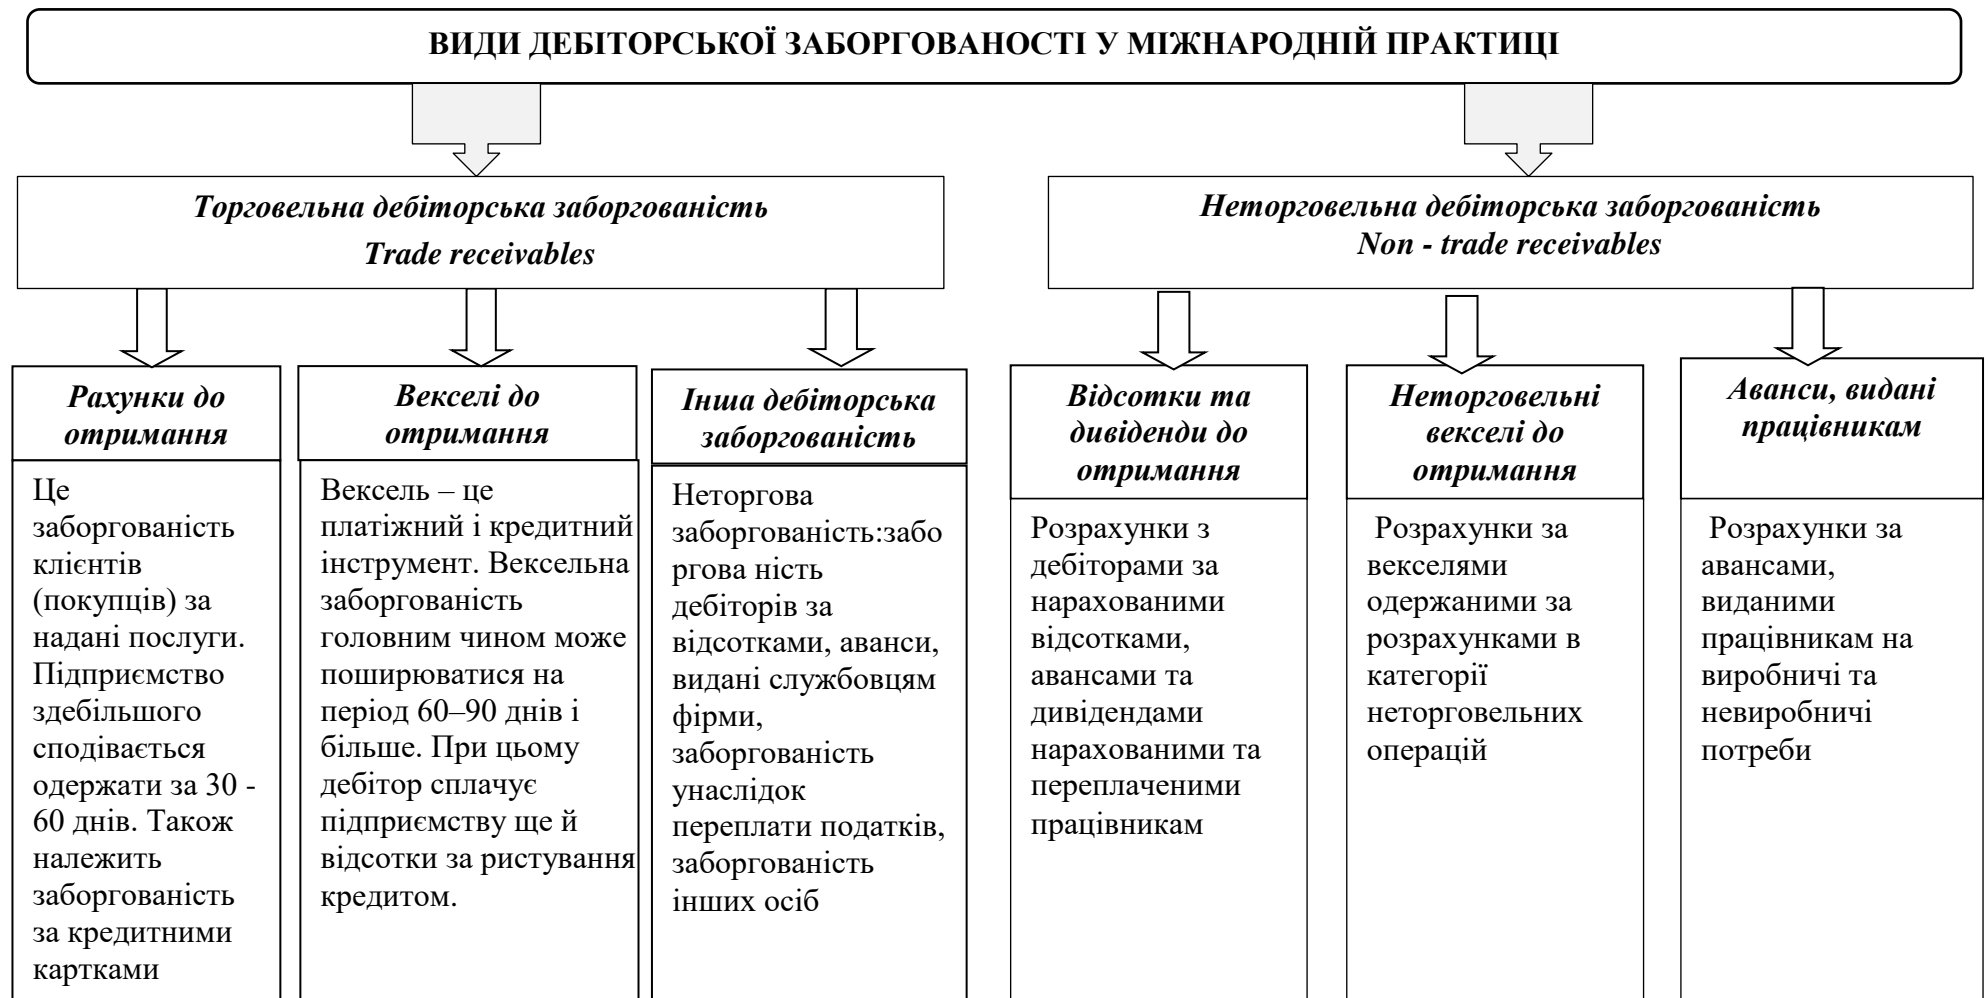 ВИДИ ДЕБІТОРСЬКОЇ ЗАБОРГОВАНОСТІ У МІЖНАРОДНІЙ ПРАКТИЦІ
Торговельна дебіторська заборгованість
Trade receivables
Неторговельна дебіторська заборгованість
Non - trade receivables
Рахунки до
отримання
Це
заборгованість
клієнтів
(покупців) за
надані послуги.
Підприємство
здебільшого
сподівається
одержати за 30 -
60 днів. Також
належить
заборгованість
за кредитними
картками
Векселі до
отримання
Вексель – це
платіжний і кредитний
інструмент. Вексельна
заборгованість
головним чином може
поширюватися на
період 60–90 днів і
більше. При цьому
дебітор сплачує
підприємству ще й
відсотки за ристування
кредитом.
Інша дебіторська
заборгованість
Неторгова
заборгованість:забо
ргова ність
дебіторів за
відсотками, аванси,
видані службовцям
фірми,
заборгованість
унаслідок
переплати податків,
заборгованість
інших осіб
Відсотки та
дивіденди до
отримання
Розрахунки з
дебіторами за
нарахованими
відсотками,
авансами та
дивідендами
нарахованими та
переплаченими
працівникам
Неторговельні
векселі до
отримання
Розрахунки за
векселями
одержаними за
розрахунками в
категорії
неторговельних
операцій
Аванси, видані
працівникам
Розрахунки за
авансами,
виданими
працівникам на
виробничі та
невиробничі
потреби